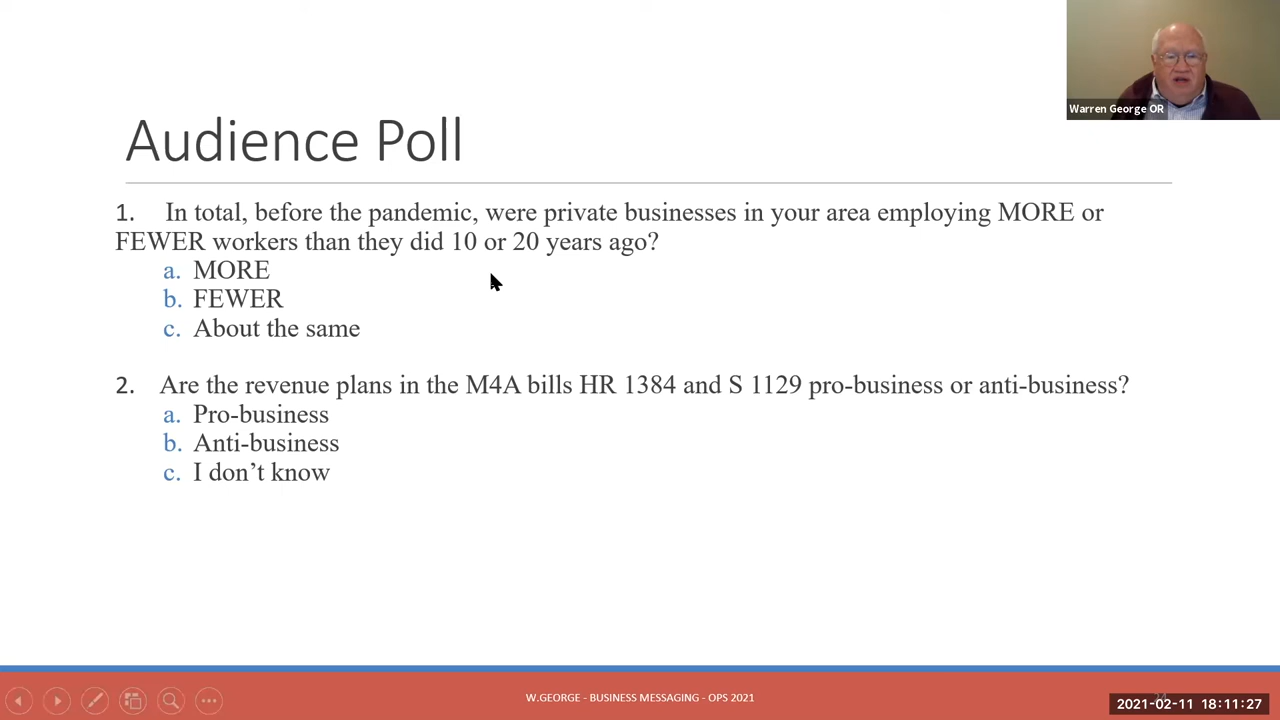 Warren George OR
Audience Poll
1. In total, before the pandemic, were private businesses in your area employing MORE or
FEWER workers than they did 10 or 20 years ago?
a. MORE
b. FEWER
c. About the same
2. Are the revenue plans in the M4A bills HR 1384 and S 1129 pro-business or anti-business?
a. Pro-business
b. Anti-business
c. I don’t know
W.GEORGE - BUSINESS MESSAGING - OPS 2021
2021-02-11 18:11:27